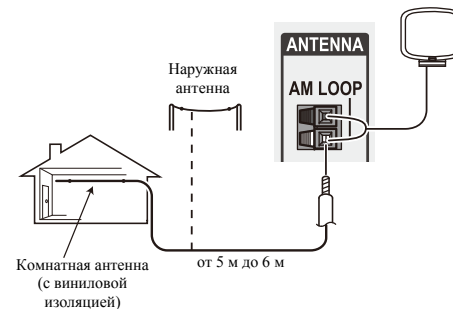 ANTENNA
AM LOOP
Наружная
антенна
Комнатная антенна
(с виниловой
изоляцией)
от 5 м до 6 м